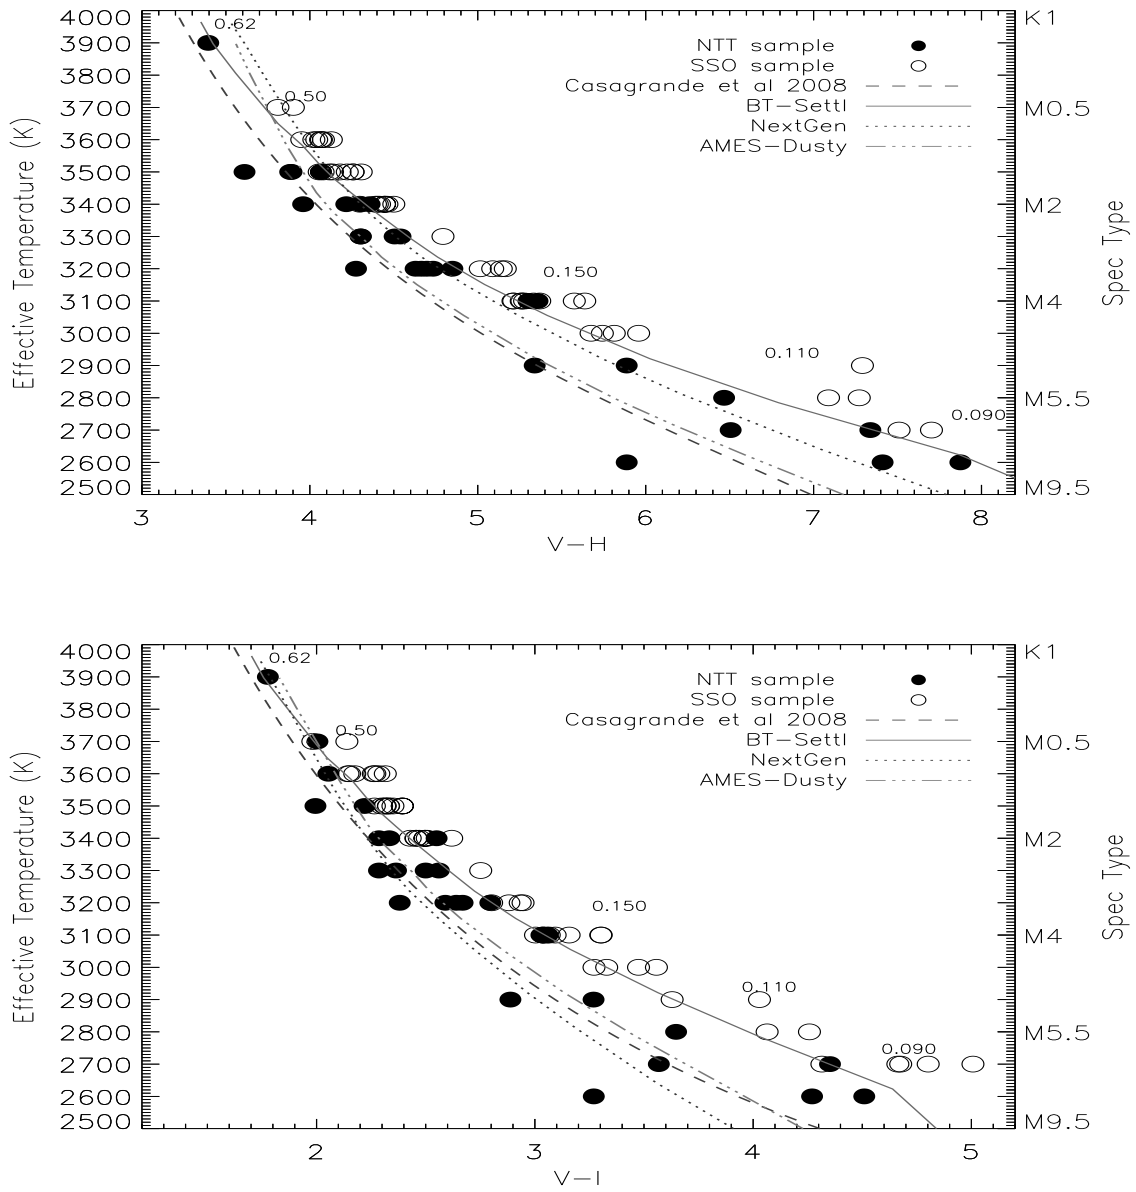 4000
3900
3800
3700
3600
3500
3400
3300
3200
3100
3000
2900
2800
2700
2600
2500
Effective Temperature (K)
0.62
0.50
0.150
0.110
0.090
NTT sample
SSO sample
Casagrande et al 2008
BT-Settl
NextGen
AMES-Dusty
K1
M0.5
M2
M4
M5.5
M9.5
Spec Type
3 4 5 6 7 8
V-H
4000
3900
3800
3700
3600
3500
3400
3300
3200
3100
3000
2900
2800
2700
2600
2500
Effective Temperature (K)
0.62
0.50
0.150
0.110
0.090
NTT sample
SSO sample
Casagrande et al 2008
BT-Settl
NextGen
AMES-Dusty
K1
M0.5
M2
M4
M5.5
M9.5
Spec Type
2 3 4 5
V-I